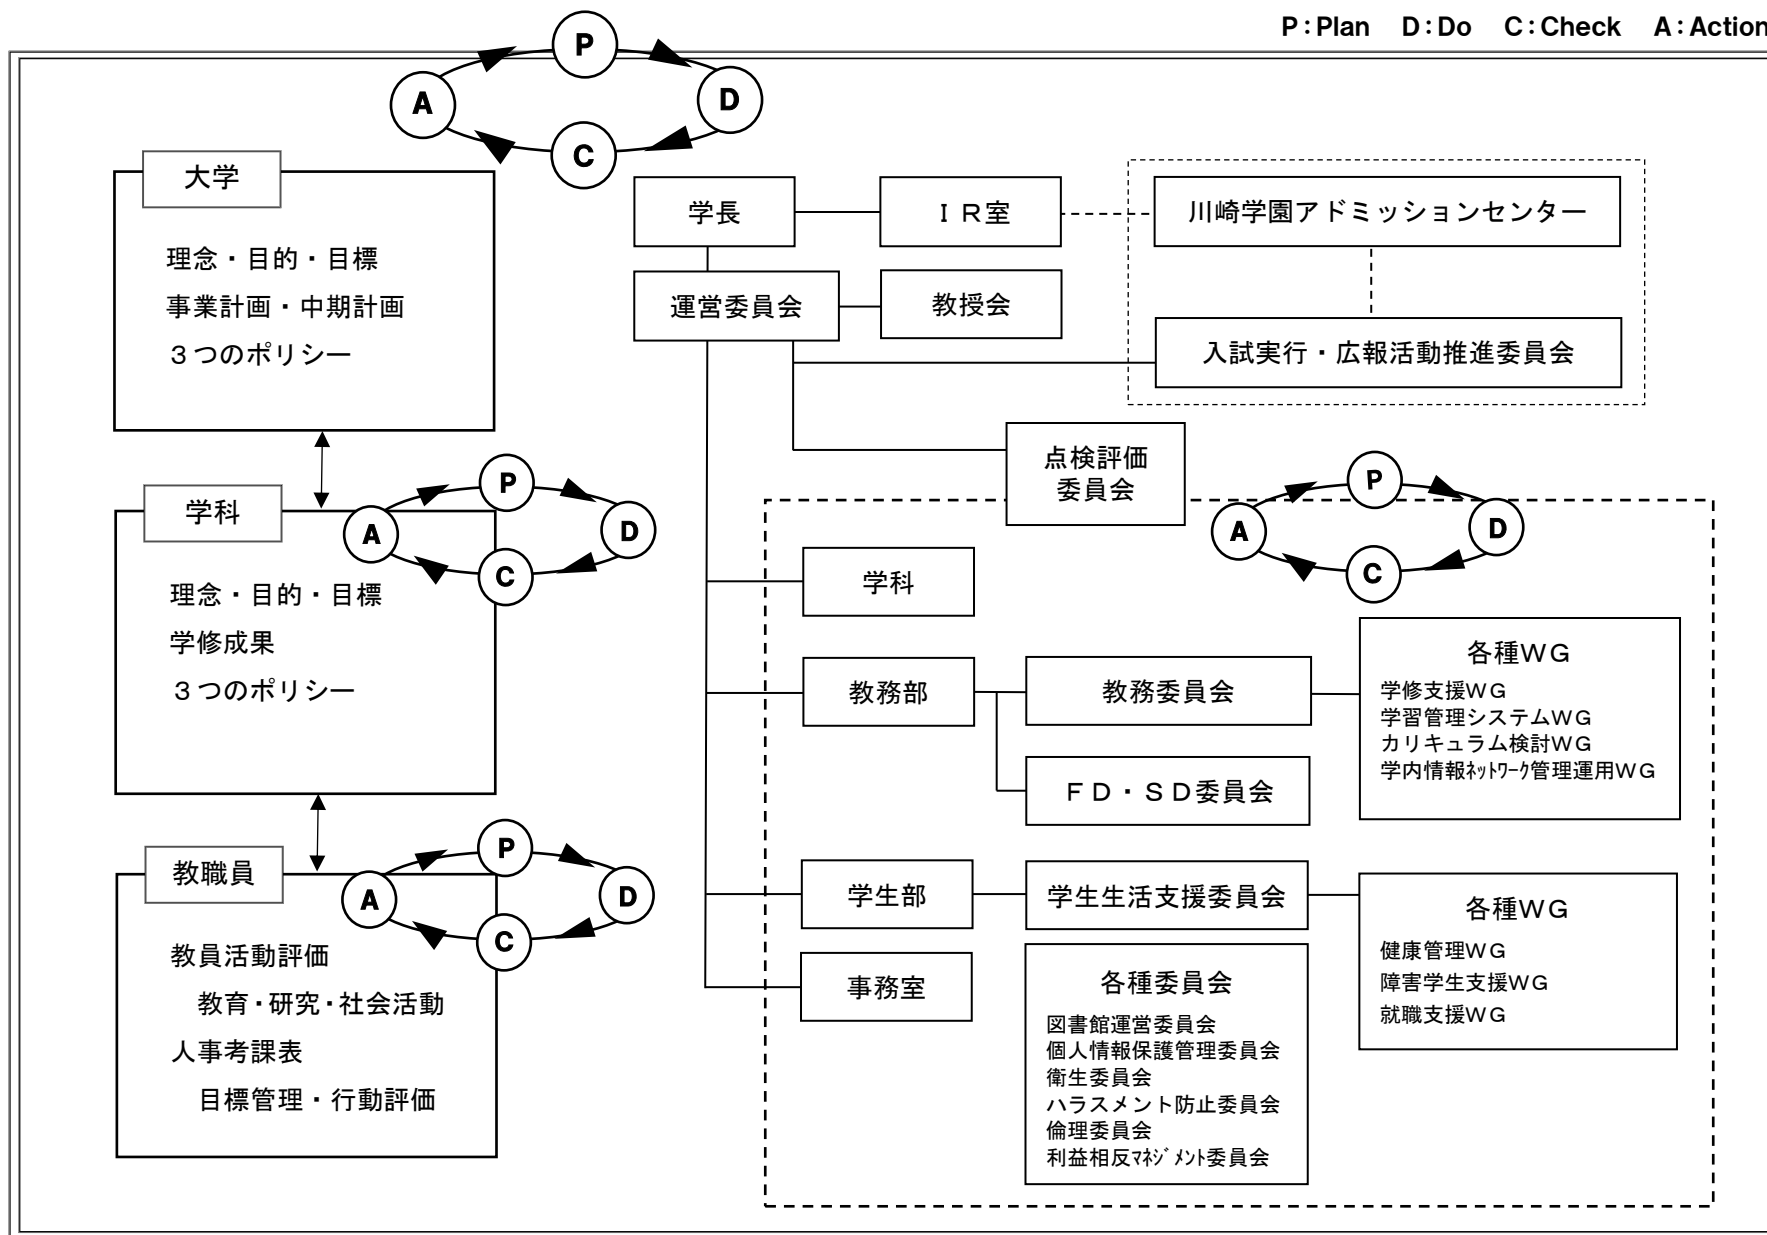 P:Plan D:Do C:Check A:Action
P
A
D
C
大学
理念・目的・目標
事業計画・中期計画
3つのポリシー
学科
P
A
D
C
理念・目的・目標
学修成果
3つのポリシー
教職員
P
A
D
C
教員活動評価
教育・研究・社会活動
人事考課表
目標管理・行動評価
学長
IR室
川崎学園アドミッションセンター
運営委員会
教授会
入試実行・広報活動推進委員会
点検評価
委員会
P
A
D
C
学科
教務部
教務委員会
FD・SD委員会
各種WG
学修支援WG
学習管理システムWG
カリキュラム検討WG
学内情報ネットワーク管理運用WG
学生部
学生生活支援委員会
各種WG
健康管理WG
障害学生支援WG
就職支援WG
事務室
各種委員会
図書館運営委員会
個人情報保護管理委員会
衛生委員会
ハラスメント防止委員会
倫理委員会
利益相反マネジメント委員会